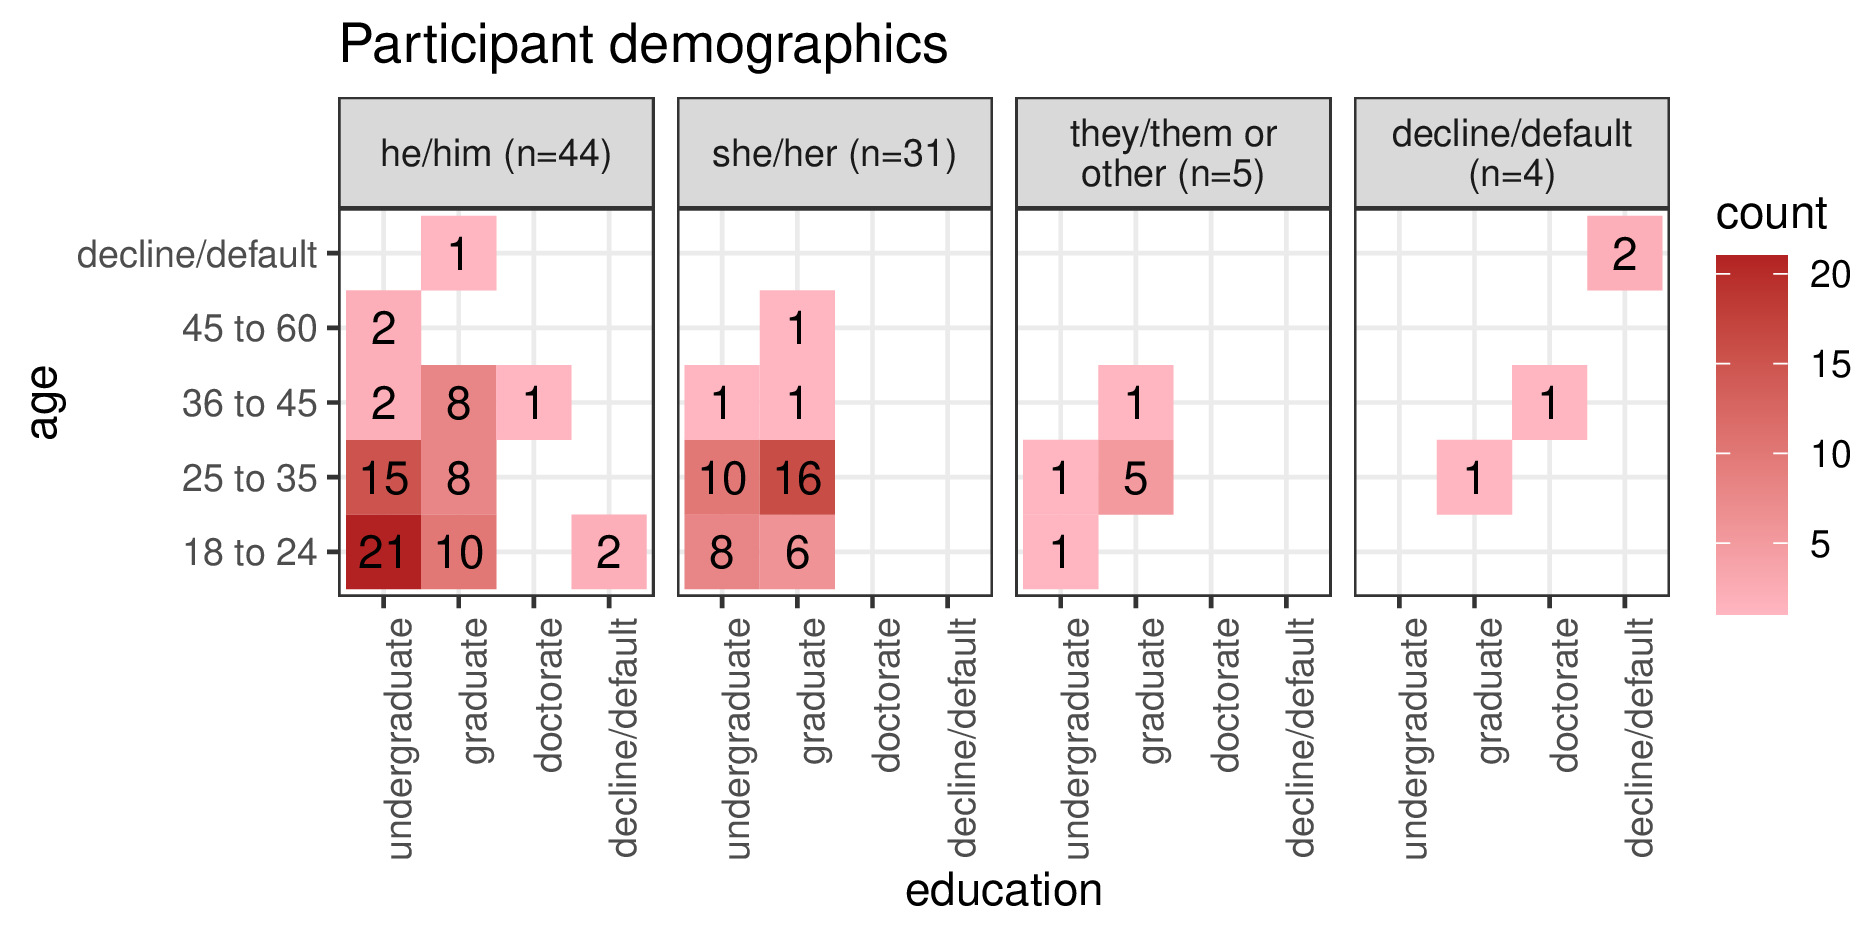 Participant demographics
he/him (n=44)
she/her (n=31)
they/them or
other (n=5)
decline/default
(n=4)
count
20
15
10
5
age
decline/default
45 to 60
36 to 45
25 to 35
18 to 24
1
2
2 8 1
15 8
21 10 2
1
1 1
10 16
8 6
1
1 5
1
2
1
1
undergraduate
graduate
doctorate
decline/default
undergraduate
graduate
doctorate
decline/default
undergraduate
graduate
doctorate
decline/default
undergraduate
graduate
doctorate
decline/default
education